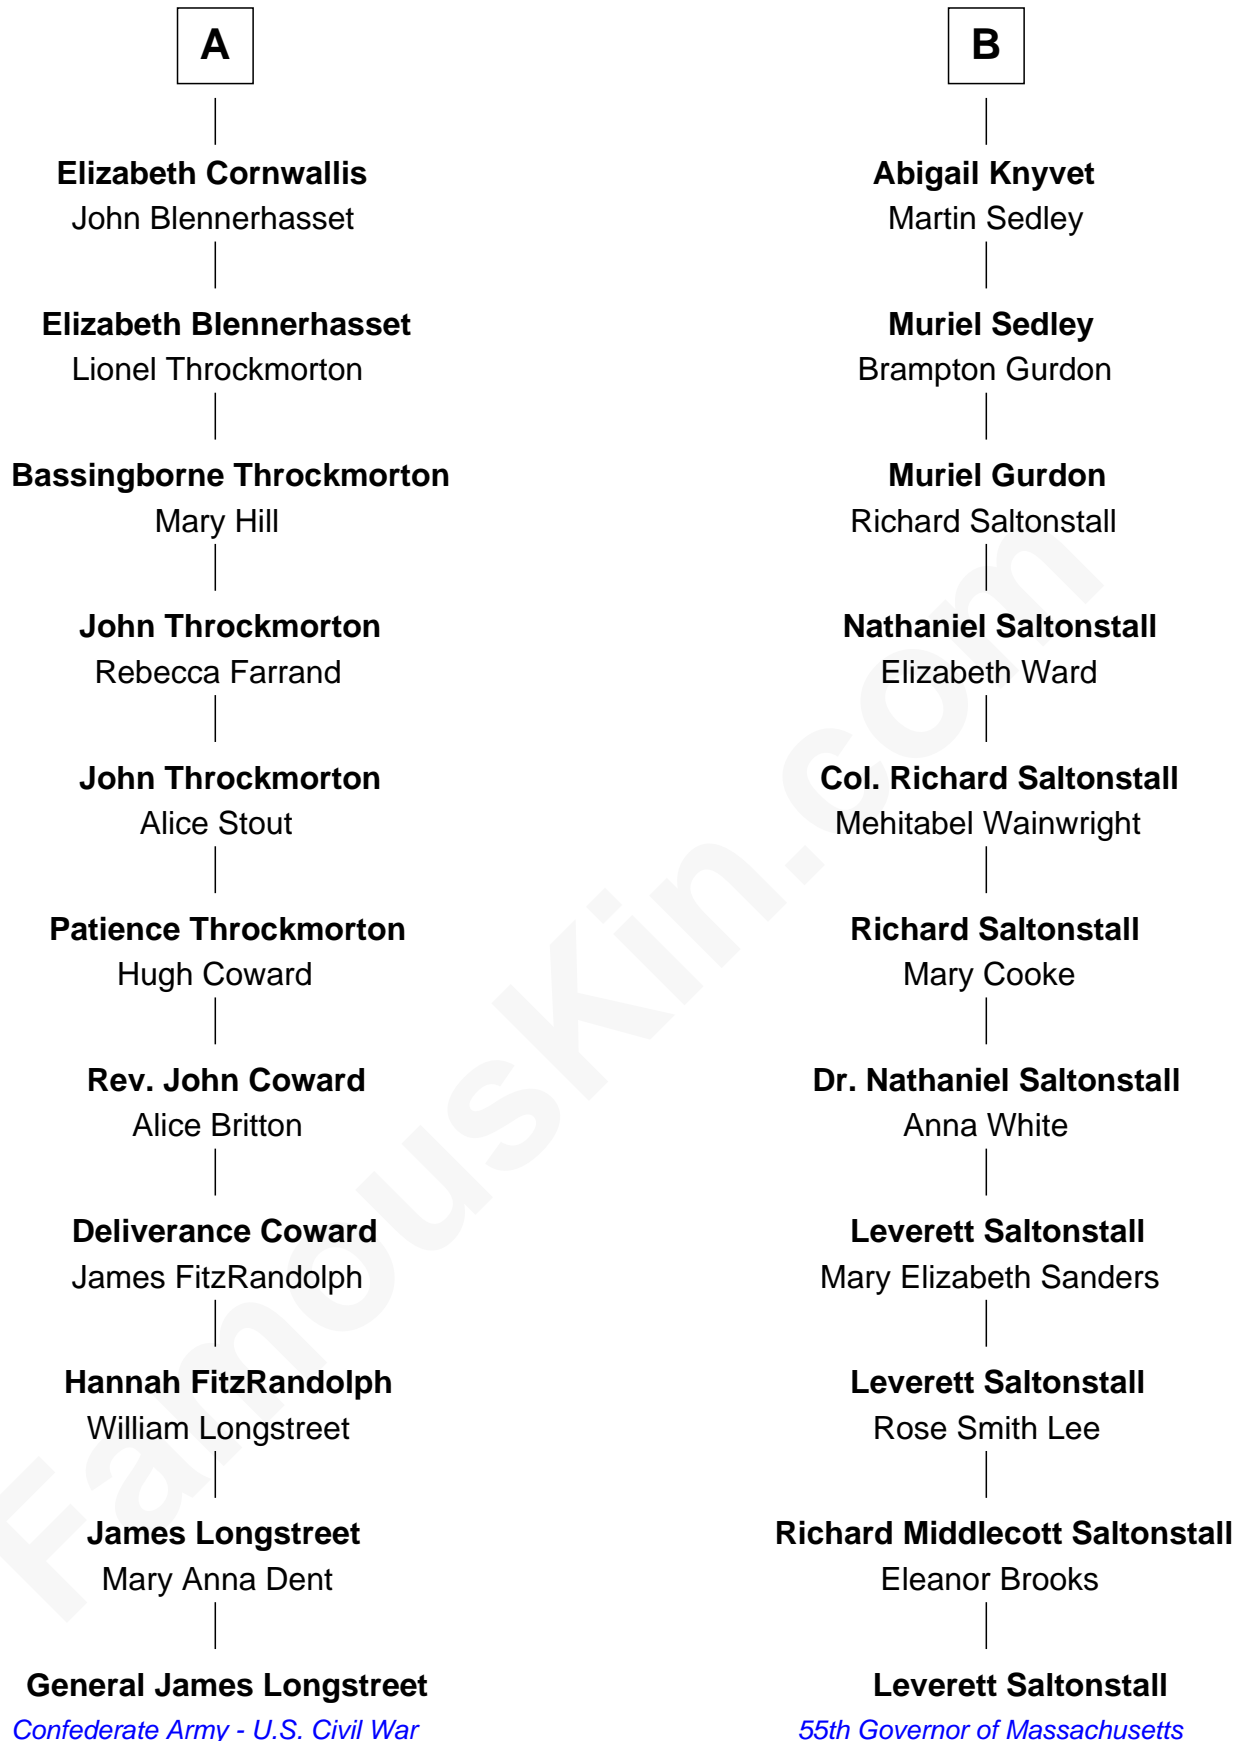 A
Elizabeth Cornwallis
John Blennerhasset
Elizabeth Blennerhasset
Lionel Throckmorton
Bassingborne Throckmorton
Mary Hill
John Throckmorton
Rebecca Farrand
John Throckmorton
Alice Stout
Patience Throckmorton
Hugh Coward
Rev. John Coward
Alice Britton
Deliverance Coward
James FitzRandolph
Hannah FitzRandolph
William Longstreet
James Longstreet
Mary Anna Dent
General James Longstreet
Confederate Army - U.S. Civil War
B
Abigail Knyvet
Martin Sedley
Muriel Sedley
Brampton Gurdon
Muriel Gurdon
Richard Saltonstall
Nathaniel Saltonstall
Elizabeth Ward
Col. Richard Saltonstall
Mehitabel Wainwright
Richard Saltonstall
Mary Cooke
Dr. Nathaniel Saltonstall
Anna White
Leverett Saltonstall
Mary Elizabeth Sanders
Leverett Saltonstall
Rose Smith Lee
Richard Middlecott Saltonstall
Eleanor Brooks
Leverett Saltonstall
55th Governor of Massachusetts
FamousKin.com